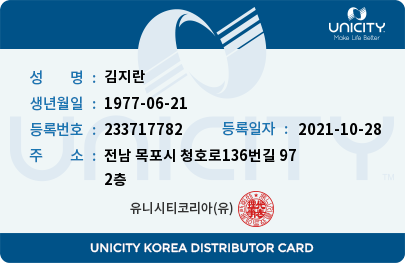 UNICITY
Make Life Better
성 명 : 김지란
생년월일 : 1977-06-21
등록번호 : 233717782 등록일자 : 2021-10-28
주 소 : 전남 목포시 청호로136번길 97
2층
UNICITY
TM
유니시티코리아(유)
UNICITY KOREA DISTRIBUTOR CARD